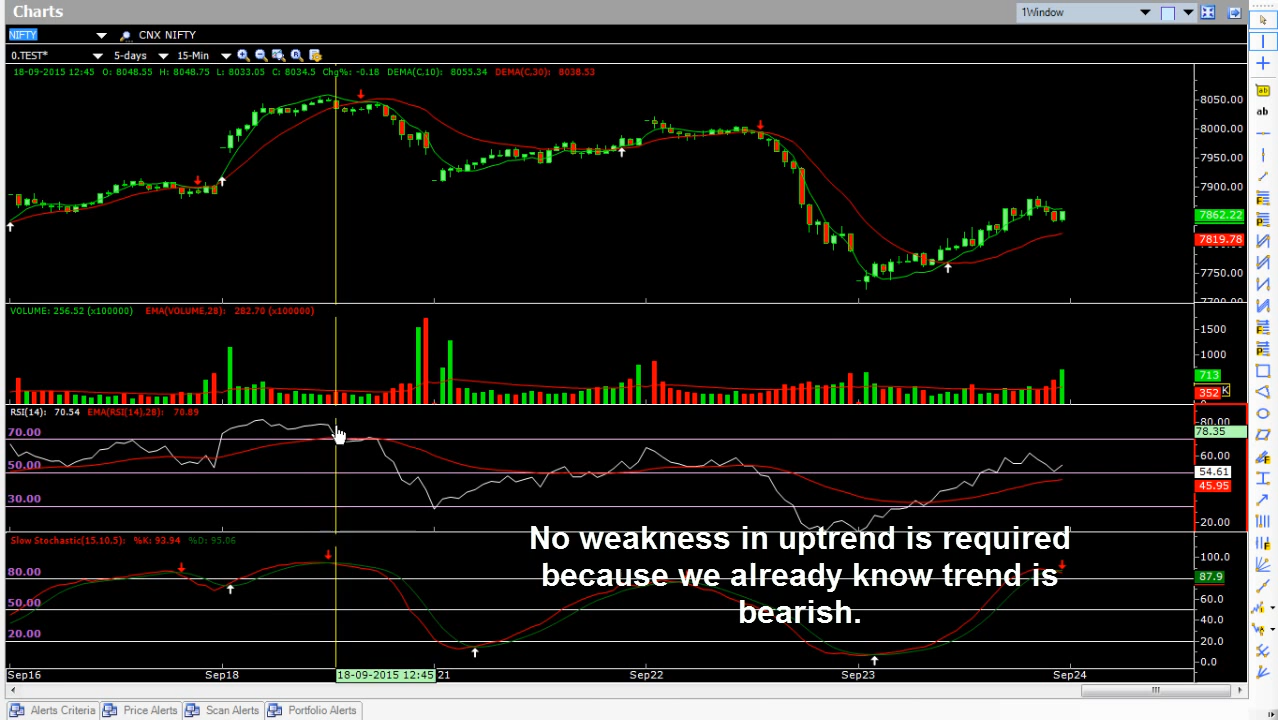 Charts
1Window
NIFTY
CNX NIFTY
0.TEST*
5-days
15-Min
18-09-2015 12:45 O: 8048.55 H: 8048.75 L: 8033.05 C: 8034.5 Chg%: -0.18 DEMA(C,10): 8055.34 DEMA(C,30): 8038.53
8050.00
8000.00
7950.00
7900.00
7862.22
7819.78
7750.00
7700.00
VOLUME: 256.52 (x100000) EMA(VOLUME,28): 282.70 (x100000)
1500
1000
713
352
K
RSI(14): 70.54 EMA(RSI(14),28): 70.89
80.00
70.00
78.35
60.00
50.00
54.61
45.95
30.00
20.00
No weakness in uptrend is required
because we already know trend is
bearish.
Slow Stochastic(15,10,5): %K: 93.94 %D: 95.06
100.0
80.00
87.9
60.0
50.00
40.0
20.00
20.0
0.0
Sep16
Sep18
18-09-2015 12:45
21
Sep22
Sep23
Sep24
Alerts Criteria
Price Alerts
Scan Alerts
Portfolio Alerts
ab
ab